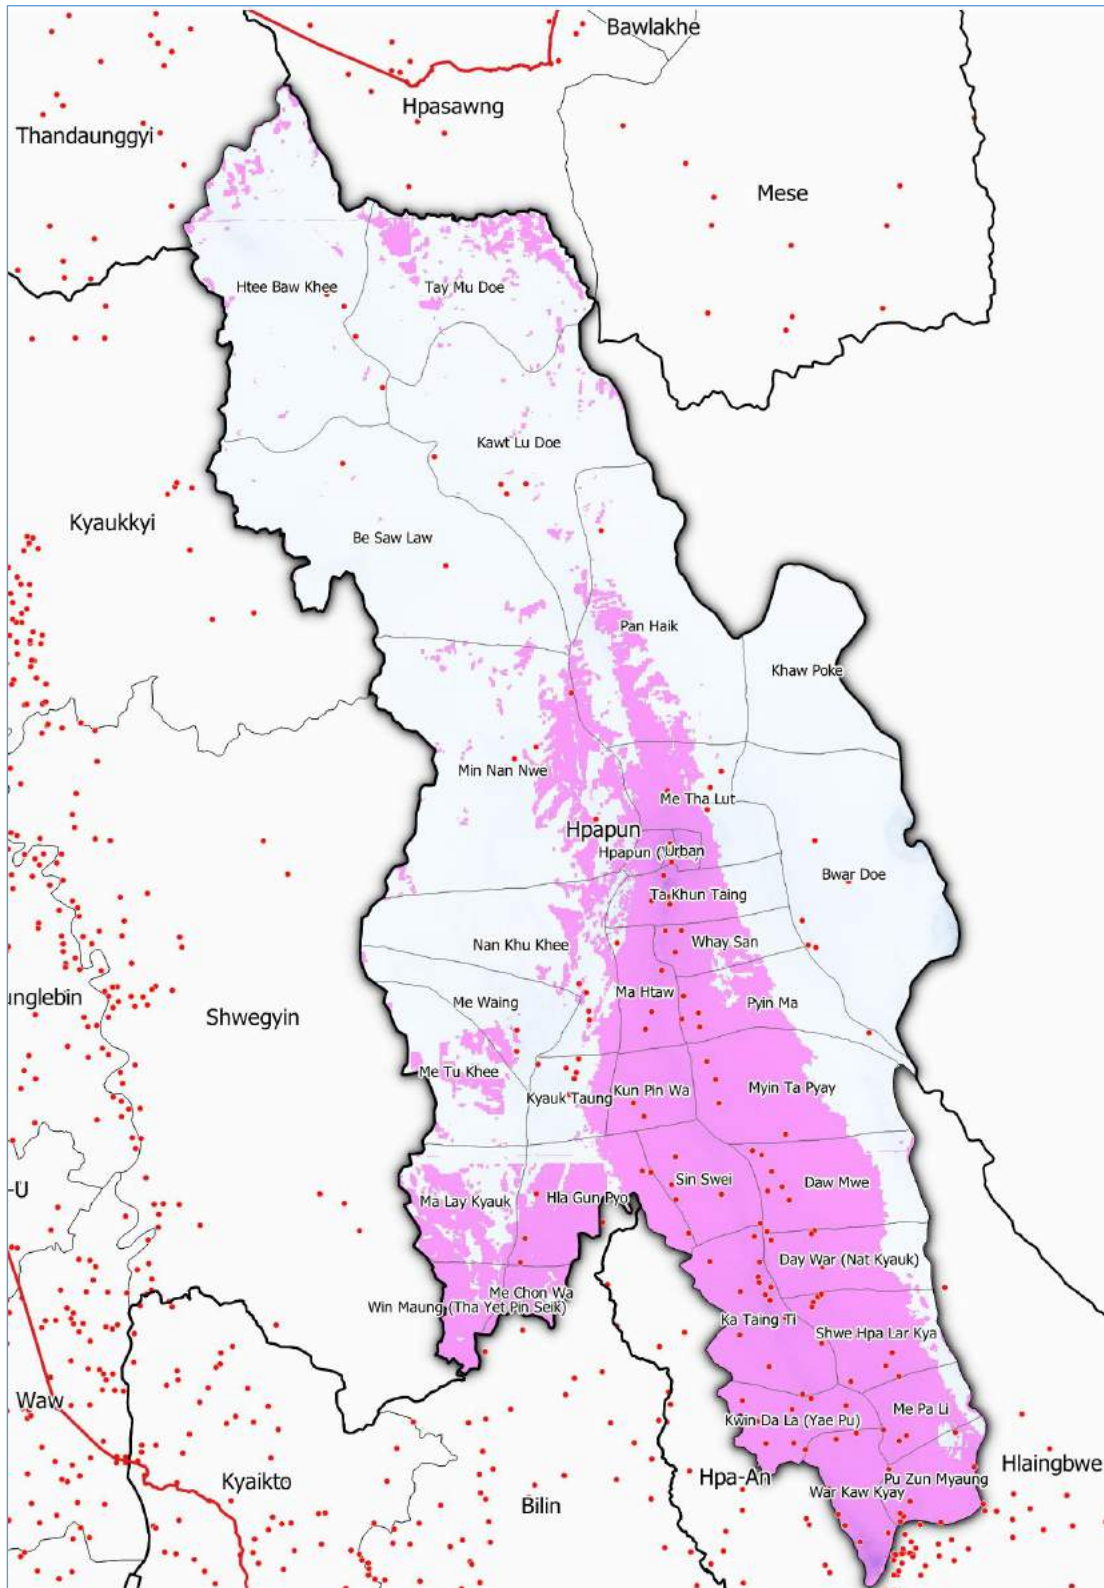 Bawlakhe
Hpasawng
Thandaunggyi
Mese
Htee Baw Khee
Tay Mu Doe
Kawt Lu Doe
Kyaukkyi
Be Saw Law
Pan Haik
Khaw Poke
Min Nan Nwe
Me Tha Lut
Hpapun
Hpapun (Urban
Bwar Doe
Ta Khun Taing
Nan Khu Khee
Whay San
unglebin
Shwegyin
Me Waing
Ma Htaw
Pyin Ma
Me Tu Khee
Kyauk Taung
Kun Pin Wa
Myin Ta Pyay
-U
Ma Lay Kyauk
Hla Gun Pyo
Sin Swei
Daw Mwe
Day War (Nat Kyauk)
Me Chon Wa
Win Maung (Tha Yet Pin Seik)
Ka Taing Ti
Shwe Hpa Lar Kya
Waw
Kwin Da La (Yae Pu)
Me Pa Li
Kyaikto
Bilin
Hpa-An
War Kaw Kyay
Pu Zun Myaung
Hlaingbwe